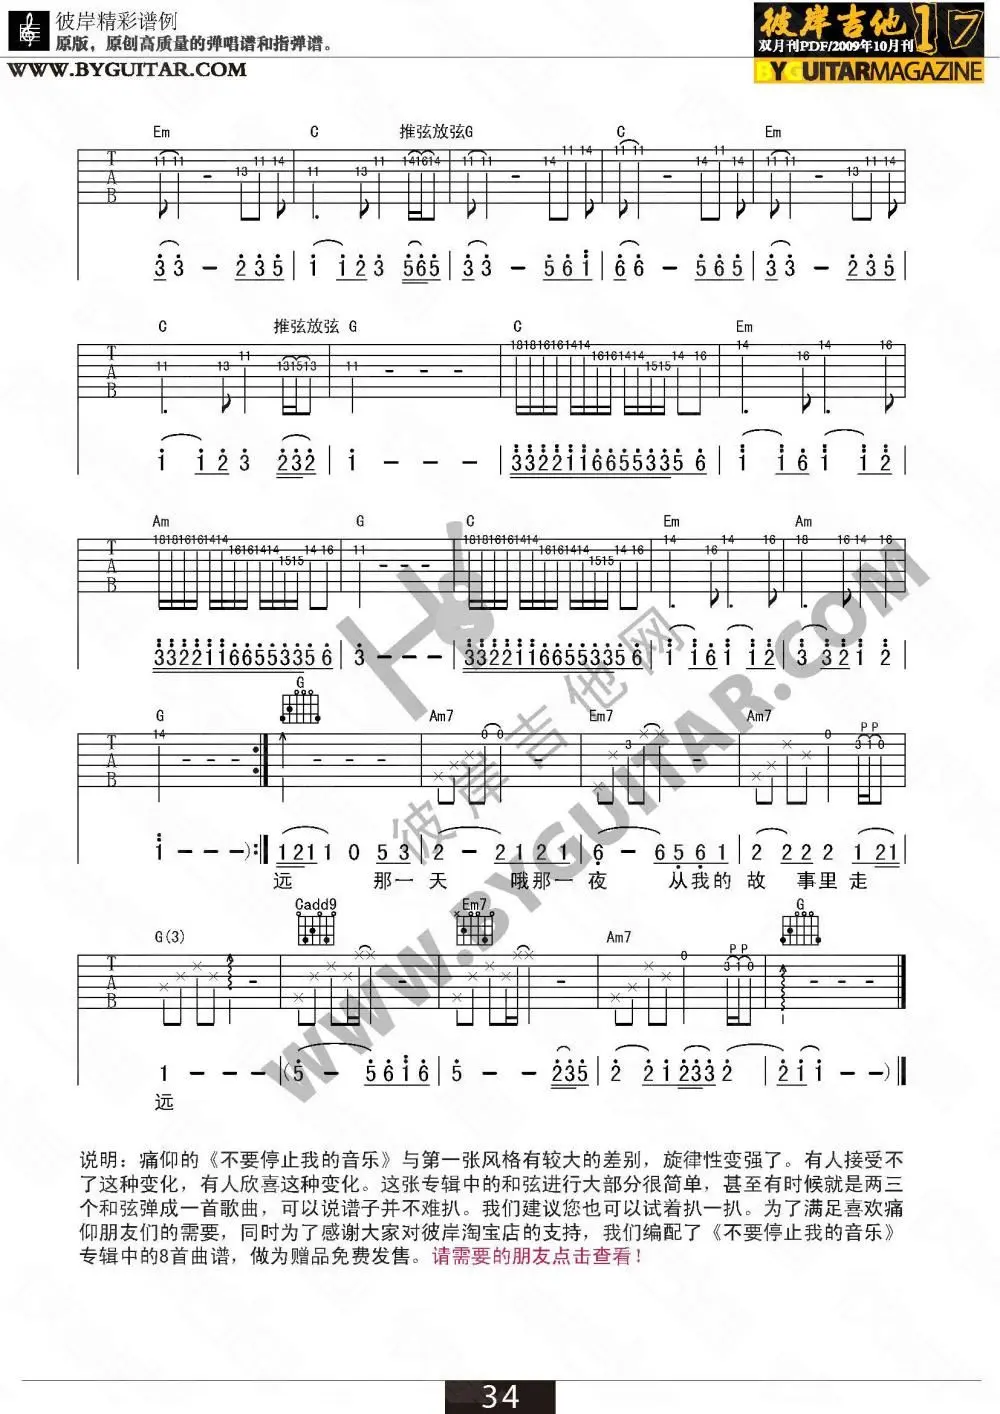 彼岸精彩谱例
原版，原创高质量的弹唱谱和指弹谱。
WWW.BYGUITAR.COM
彼岸吉他 17
双月刊PDF/2009年10月刊
BYGUITARMAGAZINE
Em C 推弦放弦G C Em
T A B
3 3 - 2 3 5 | 1 1 2 3 5 6 5 | 3 3 - 5 6 1 | 6 6 - 5 6 5 | 3 3 - 2 3 5
C 推弦放弦 G C Em
T A B
1 1 2 3 2 3 2 | 1 - - - | 3 3 2 2 1 1 6 6 5 5 3 3 5 6 | 1 1 6 1 1 2
Am G C Em Am
T A B
3 3 2 2 1 1 6 6 5 5 3 3 5 6 | 3 - - - | 3 3 2 2 1 1 6 6 5 5 3 3 5 6 | 1 1 6 1 1 2 | 3 3 2 1 2
G G Am7 Em7 Am7 P P
T A B
1 - - - ) :| 1 2 1 1 0 5 3 | 2 - 2 1 2 1 | 6 - 6 5 6 1 | 2 2 2 2 1 2 1
远 那一天 哦那一夜 从我的 故 事里走
G(3) Cadd9 Em7 Am7 P P G
T A B
1 - - - | ( 5 - 5 6 1 6 | 5 - - 2 3 5 | 2 2 1 2 3 3 2 | 2 1 1 - - )
远
说明：痛仰的《不要停止我的音乐》与第一张风格有较大的差别，旋律性变强了。有人接受不
了这种变化，有人欣喜这种变化。这张专辑中的和弦进行大部分很简单，甚至有时候就是两三
个和弦弹成一首歌曲，可以说谱子并不难扒。我们建议您也可以试着扒一扒。为了满足喜欢痛
仰朋友们的需要，同时为了感谢大家对彼岸淘宝店的支持，我们编配了《不要停止我的音乐》
专辑中的8首曲谱，做为赠品免费发售。请需要的朋友点击查看！
彼岸吉他网
WWW.BYGUITAR.COM
34